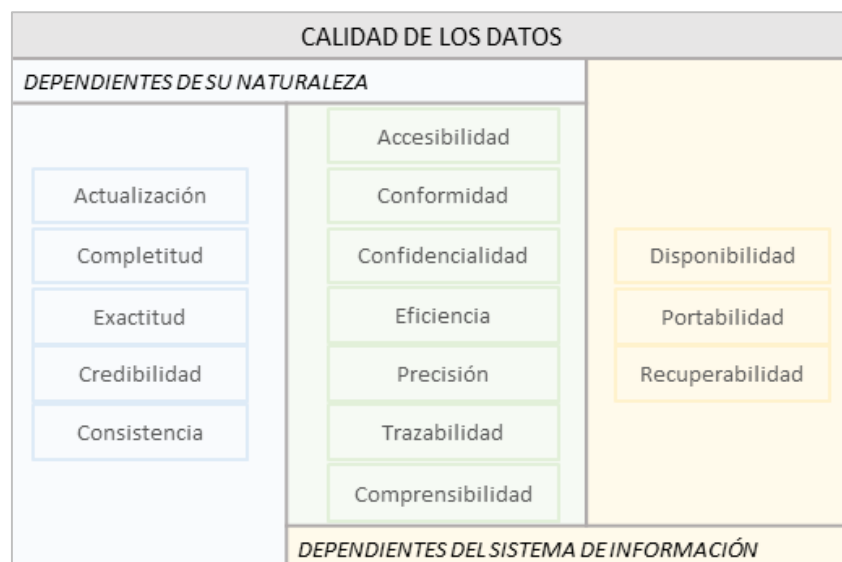 CALIDAD DE LOS DATOS
DEPENDIENTES DE SU NATURALEZA
Actualización
Completitud
Exactitud
Credibilidad
Consistencia
Accesibilidad
Conformidad
Confidencialidad
Eficiencia
Precisión
Trazabilidad
Comprensibilidad
Disponibilidad
Portabilidad
Recuperabilidad
DEPENDIENTES DEL SISTEMA DE INFORMACIÓN